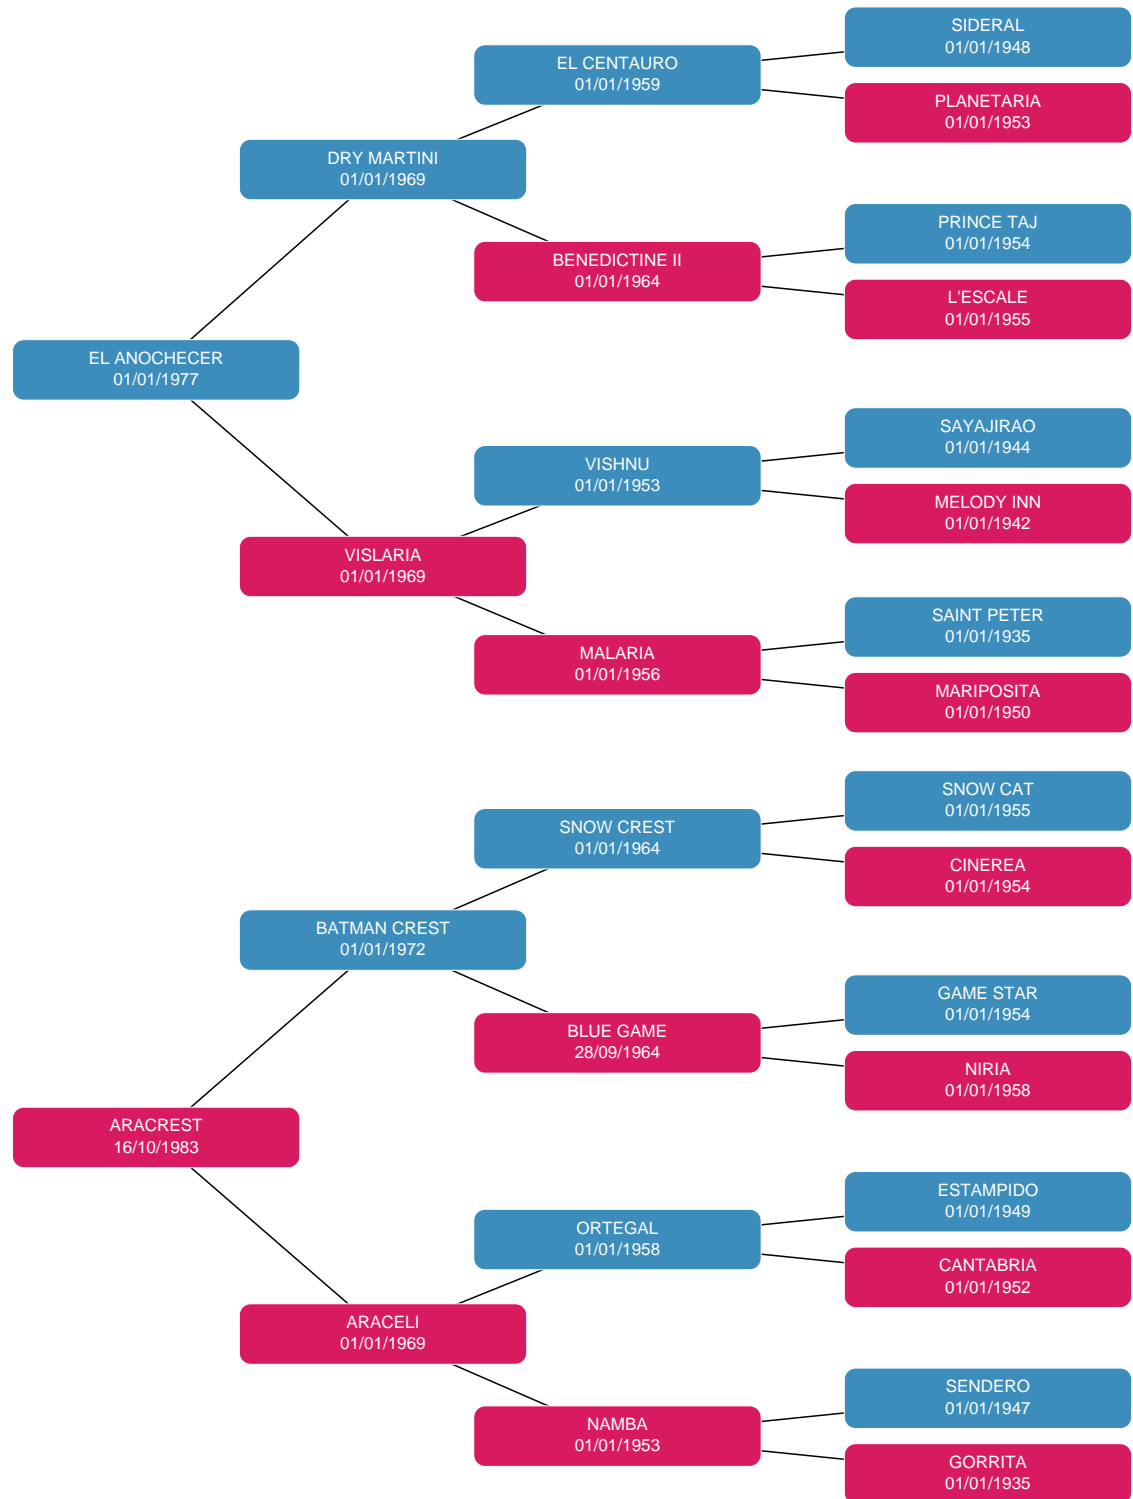 SIDERAL
01/01/1948
EL CENTAURO
01/01/1959
PLANETARIA
01/01/1953
DRY MARTINI
01/01/1969
PRINCE TAJ
01/01/1954
BENEDICTINE II
01/01/1964
L'ESCALE
01/01/1955
EL ANOCHECER
01/01/1977
SAYAJIRAO
01/01/1944
VISHNU
01/01/1953
MELODY INN
01/01/1942
VISLARIA
01/01/1969
SAINT PETER
01/01/1935
MALARIA
01/01/1956
MARIPOSITA
01/01/1950
SNOW CAT
01/01/1955
SNOW CREST
01/01/1964
CINEREA
01/01/1954
BATMAN CREST
01/01/1972
GAME STAR
01/01/1954
BLUE GAME
28/09/1964
NIRIA
01/01/1958
ARACREST
16/10/1983
ESTAMPIDO
01/01/1949
ORTEGAL
01/01/1958
CANTABRIA
01/01/1952
ARACELI
01/01/1969
SENDERO
01/01/1947
NAMBA
01/01/1953
GORRITA
01/01/1935